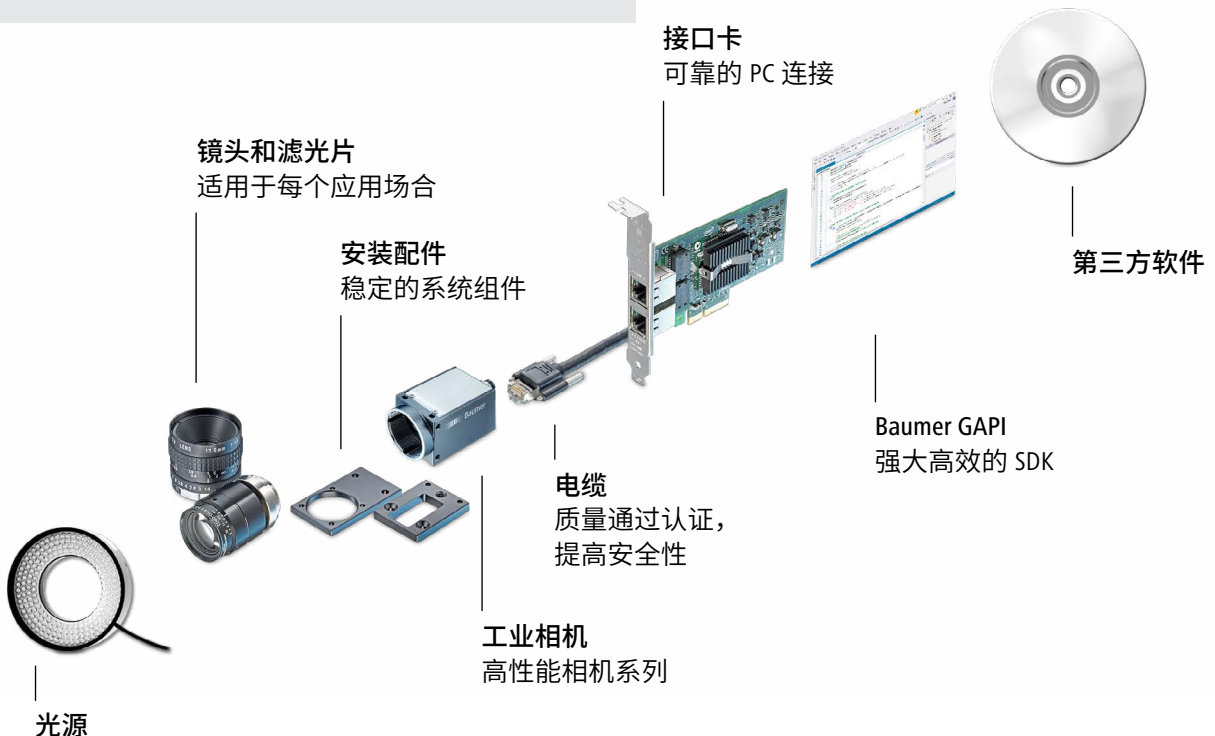 接口卡
可靠的 PC 连接
镜头和滤光片
适用于每个应用场合
安装配件
稳定的系统组件
第三方软件
Baumer GAPI
强大高效的 SDK
Baumer
电缆
质量通过认证，
提高安全性
工业相机
高性能相机系列
光源